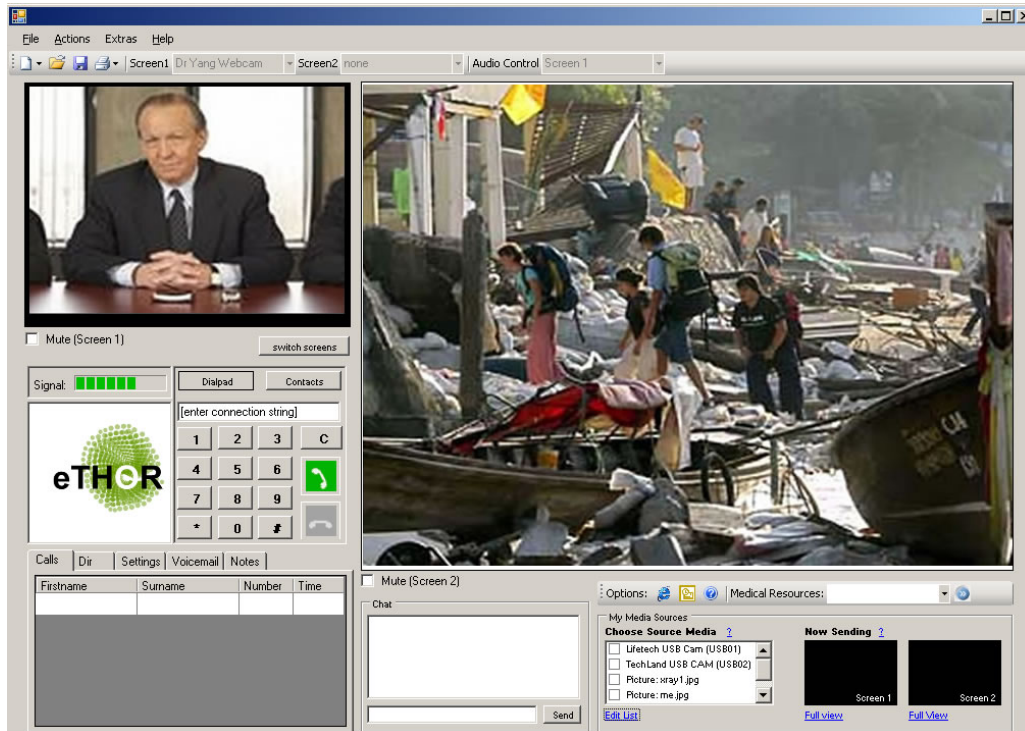 File Actions Extras Help
Screen1 Dr Yang Webcam Screen2 none Audio Control Screen 1
Mute (Screen 1)
switch screens
Signal:
Dialpad Contacts
[enter connection string]
1 2 3 C
4 5 6
7 8 9
* 0 #
eTHOR
Calls Dir Settings Voicemail Notes
Firstname Surname Number Time
Mute (Screen 2)
Chat
Send
Options: Medical Resources:
My Media Sources
Choose Source Media ?
Lifetech USB Cam (USB01)
TechLand USB CAM (USB02)
Picture: xray1.jpg
Picture: me.jpg
Edit List
Now Sending ?
Screen 1 Screen 2
Full view Full View